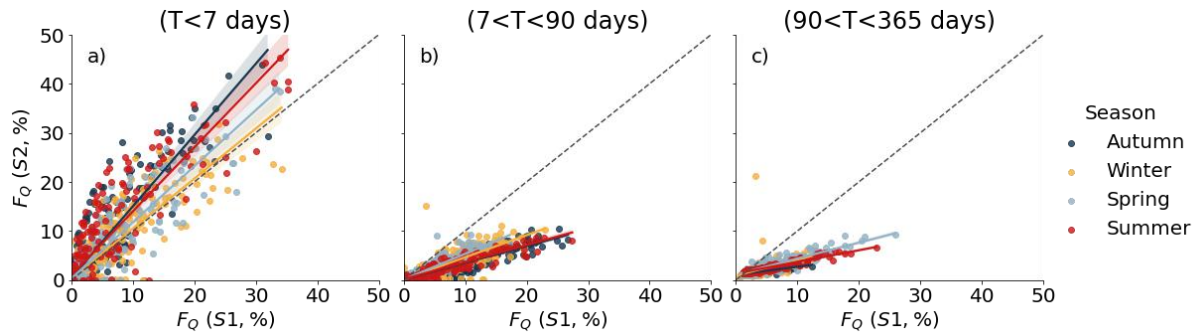 (T<7 days) (7<T<90 days) (90<T<365 days)
a) b) c)
F_Q (S2, %)
50
40
30
20
10
0
0 10 20 30 40 50
F_Q (S1, %)
0 10 20 30 40 50
F_Q (S1, %)
0 10 20 30 40 50
F_Q (S1, %)
Season
Autumn
Winter
Spring
Summer